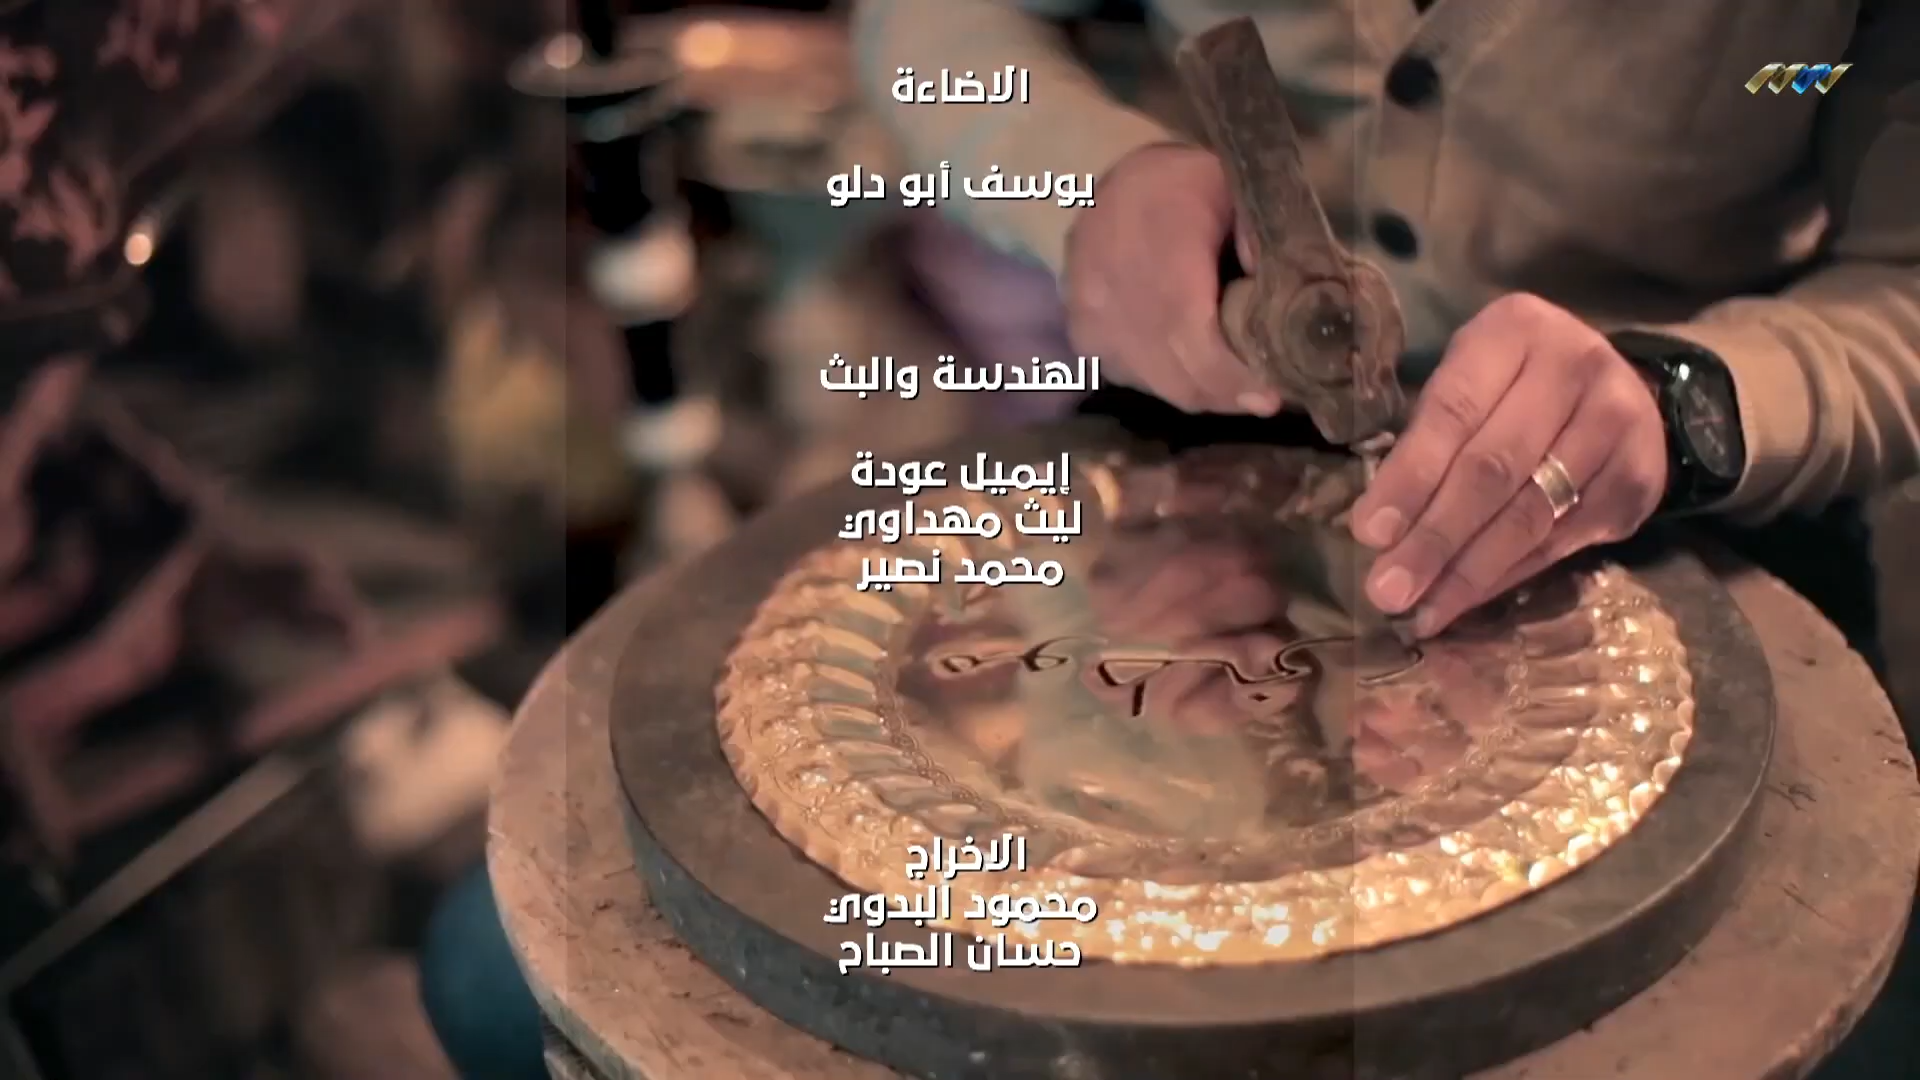 الاضاءة
يوسف أبو دلو
الهندسة والبث
إيميل عودة
ليث مهداوي
محمد نصير
الاخراج
محمود البدوي
حسان الصباح